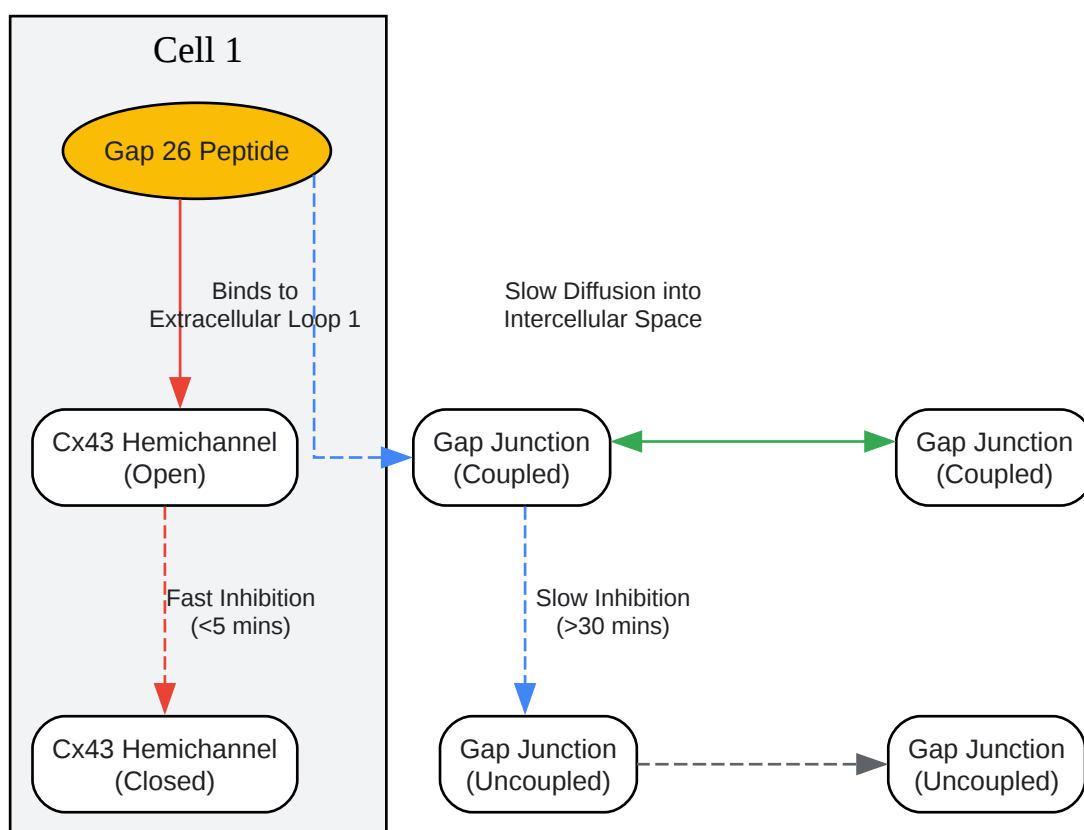 Cell 1
Gap 26 Peptide
Binds to
Extracellular Loop 1
Slow Diffusion into
Intercellular Space
Cx43 Hemichannel
(Open)
Gap Junction
(Coupled)
Gap Junction
(Coupled)
Fast Inhibition
(<5 mins)
Slow Inhibition
(>30 mins)
Cx43 Hemichannel
(Closed)
Gap Junction
(Uncoupled)
Gap Junction
(Uncoupled)